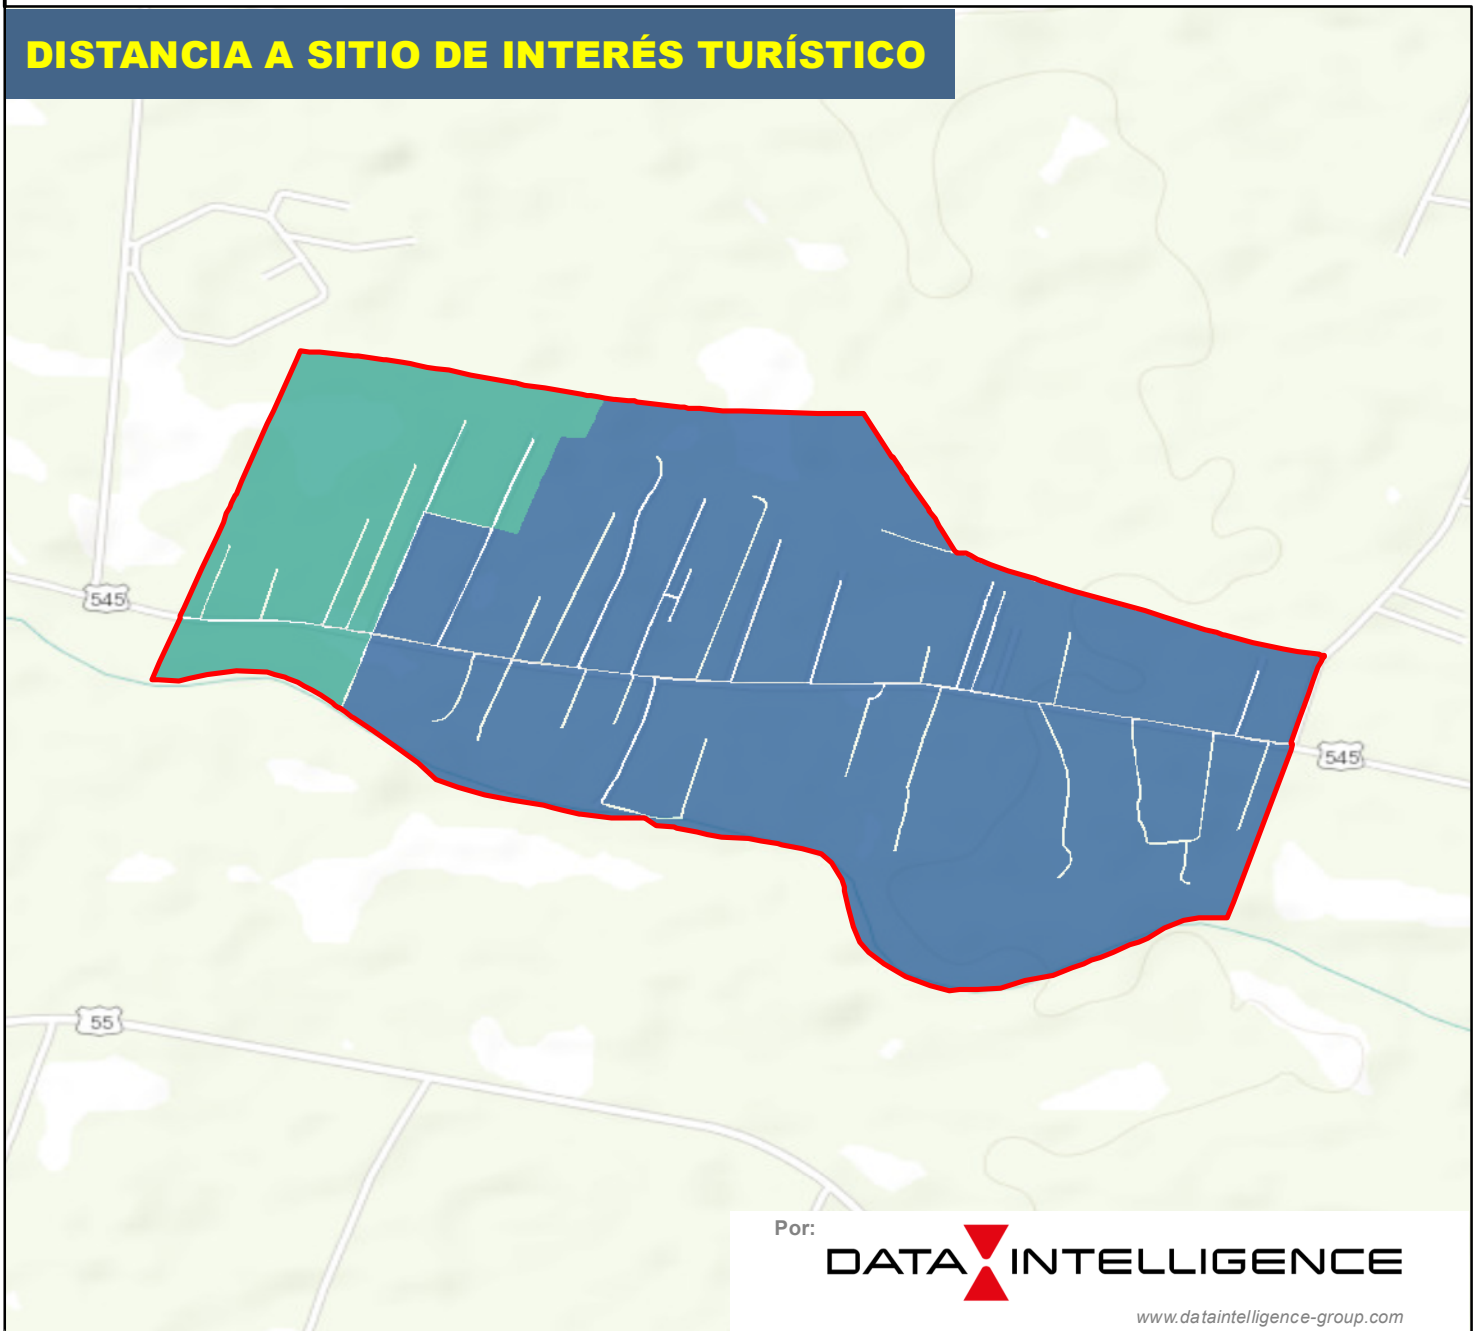 DISTANCIA A SITIO DE INTERÉS TURÍSTICO
545
545
55
Por:
DATA INTELLIGENCE
www.dataintelligence-group.com